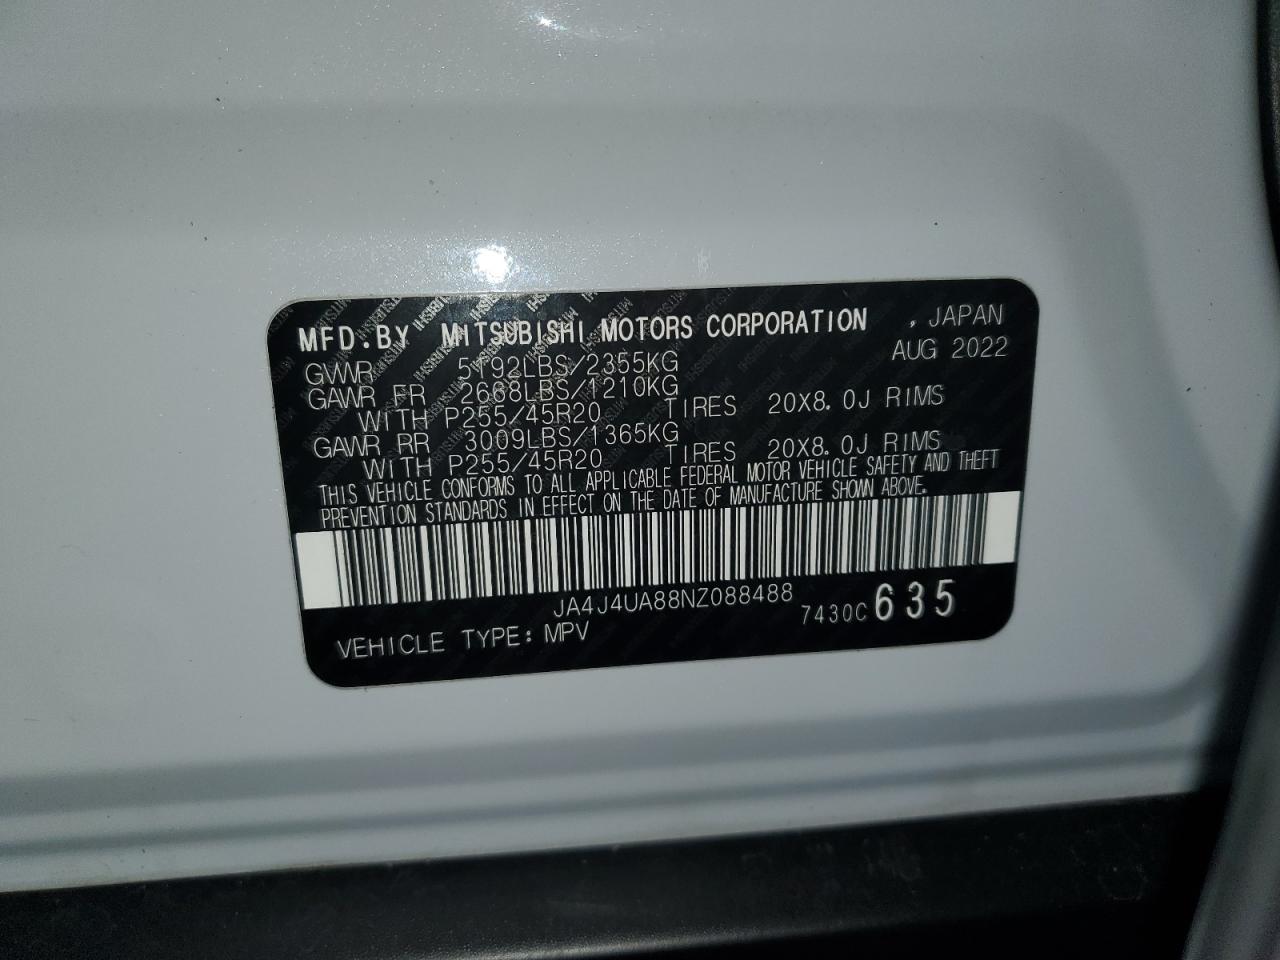 MFD.BY MITSUBISHI MOTORS CORPORATION , JAPAN
AUG 2022
GVWR 5192LBS/2355KG
GAWR FR 2668LBS/1210KG
WITH P255/45R20 TIRES 20X8.0J RIMS
GAWR RR 3009LBS/1365KG
WITH P255/45R20 TIRES 20X8.0J RIMS
THIS VEHICLE CONFORMS TO ALL APPLICABLE FEDERAL MOTOR VEHICLE SAFETY AND THEFT
PREVENTION STANDARDS IN EFFECT ON THE DATE OF MANUFACTURE SHOWN ABOVE.
JA4J4UA88NZ088488
7430C 635
VEHICLE TYPE: MPV